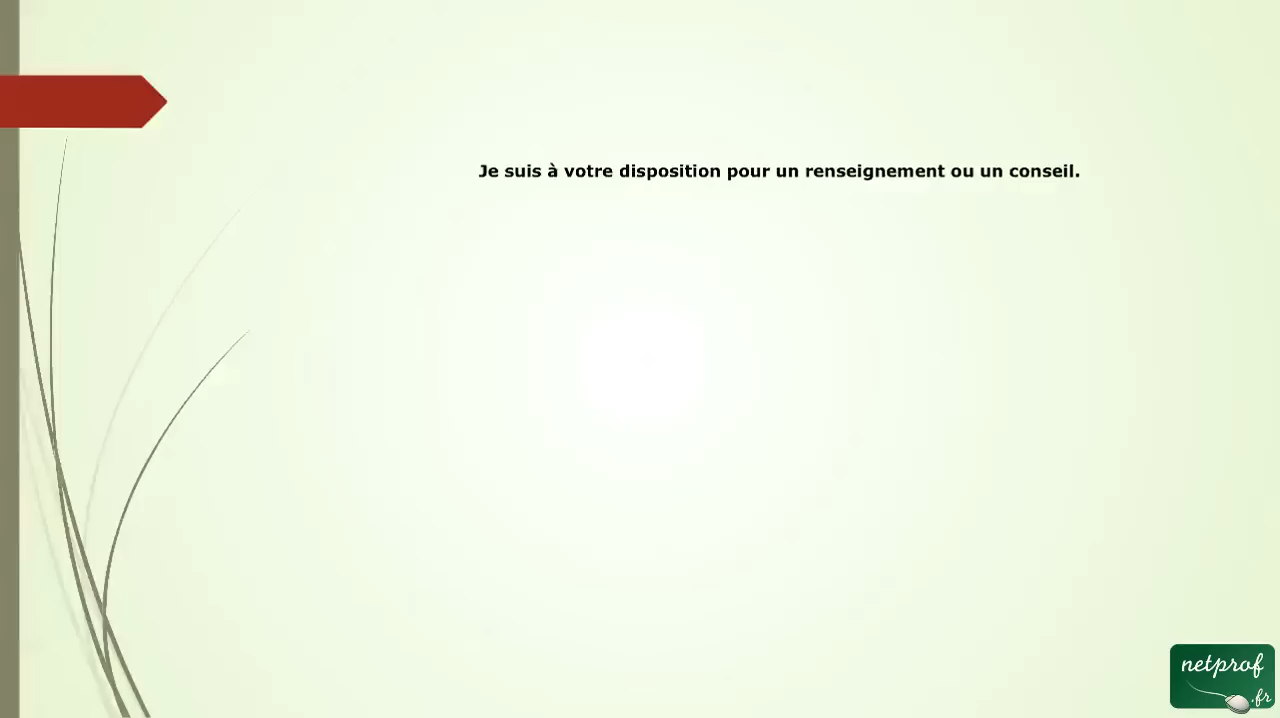 Je suis à votre disposition pour un renseignement ou un conseil.
netprof
.fr